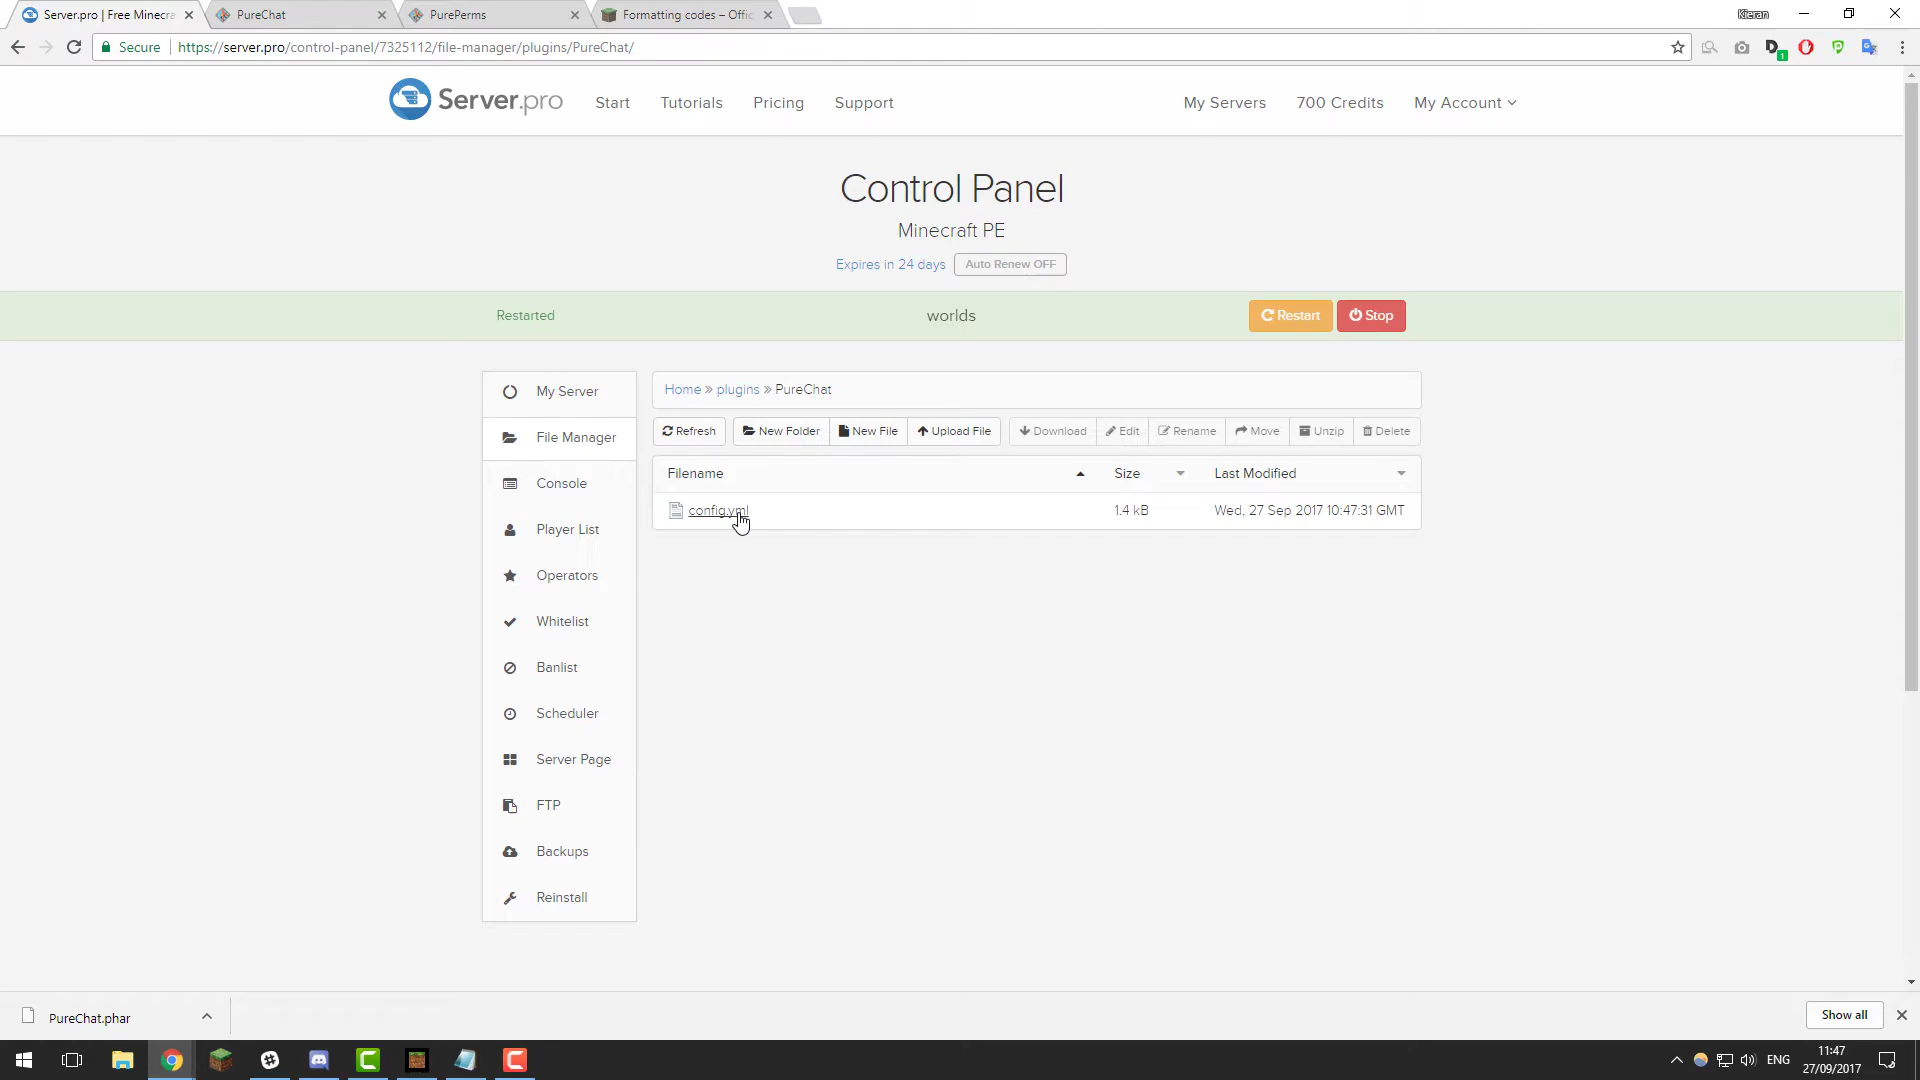 Server.pro | Free Minecra
PureChat
PurePerms
Formatting codes – Offic
Kieran
Secure
https://server.pro/control-panel/7325112/file-manager/plugins/PureChat/
Server.pro
Start
Tutorials
Pricing
Support
My Servers
700 Credits
My Account
Control Panel
Minecraft PE
Expires in 24 days
Auto Renew OFF
Restarted
worlds
Restart
Stop
My Server
File Manager
Console
Player List
Operators
Whitelist
Banlist
Scheduler
Server Page
FTP
Backups
Reinstall
Home » plugins » PureChat
Refresh
New Folder
New File
Upload File
Download
Edit
Rename
Move
Unzip
Delete
Filename
Size
Last Modified
config.yml
1.4 kB
Wed, 27 Sep 2017 10:47:31 GMT
PureChat.phar
Show all
ENG
11:47
27/09/2017